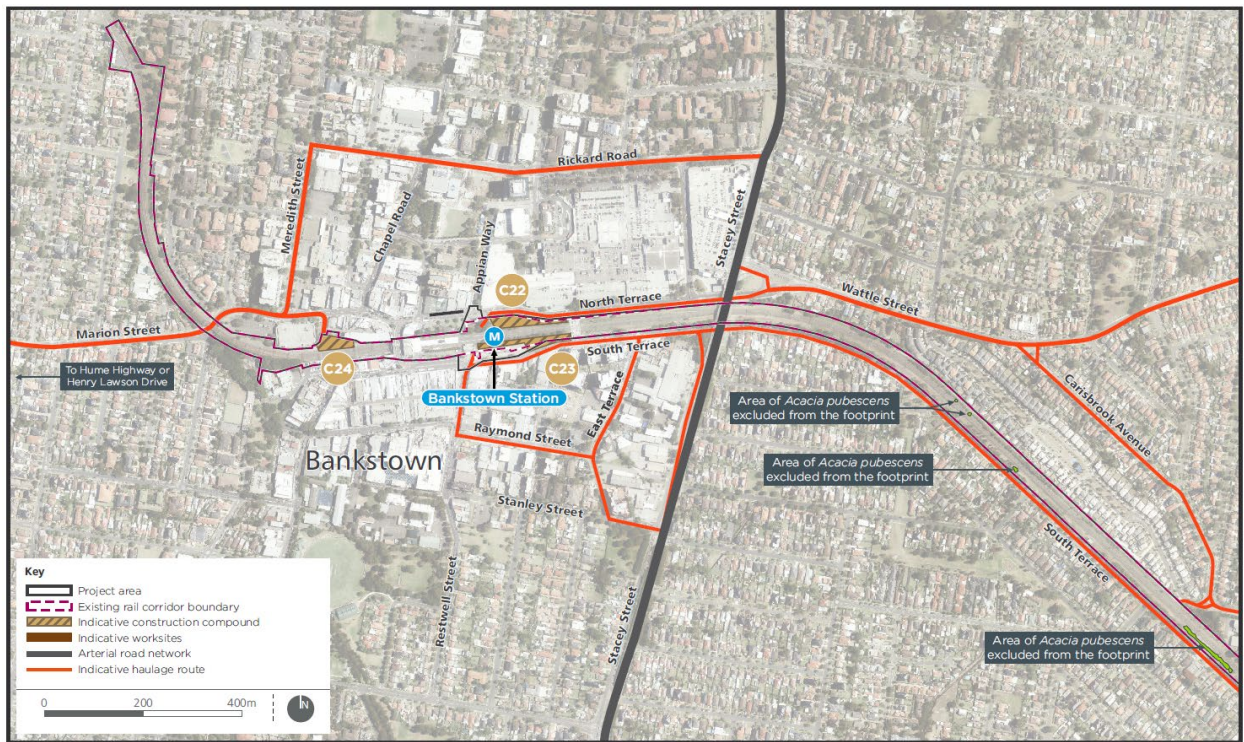 Rickard Road
Meredith Street
Chapel Road
Appian Way
Stacey Street
C22
North Terrace
Wattle Street
Marion Street
M
South Terrace
C24
C23
To Hume Highway or
Henry Lawson Drive
Bankstown Station
East Terrace
Carisbrook Avenue
Area of Acacia pubescens
excluded from the footprint
Raymond Street
Bankstown
Area of Acacia pubescens
excluded from the footprint
Stanley Street
South Terrace
Restwell Street
Stacey Street
Area of Acacia pubescens
excluded from the footprint
Key
Project area
Existing rail corridor boundary
Indicative construction compound
Indicative worksites
Arterial road network
Indicative haulage route
0 200 400m
N